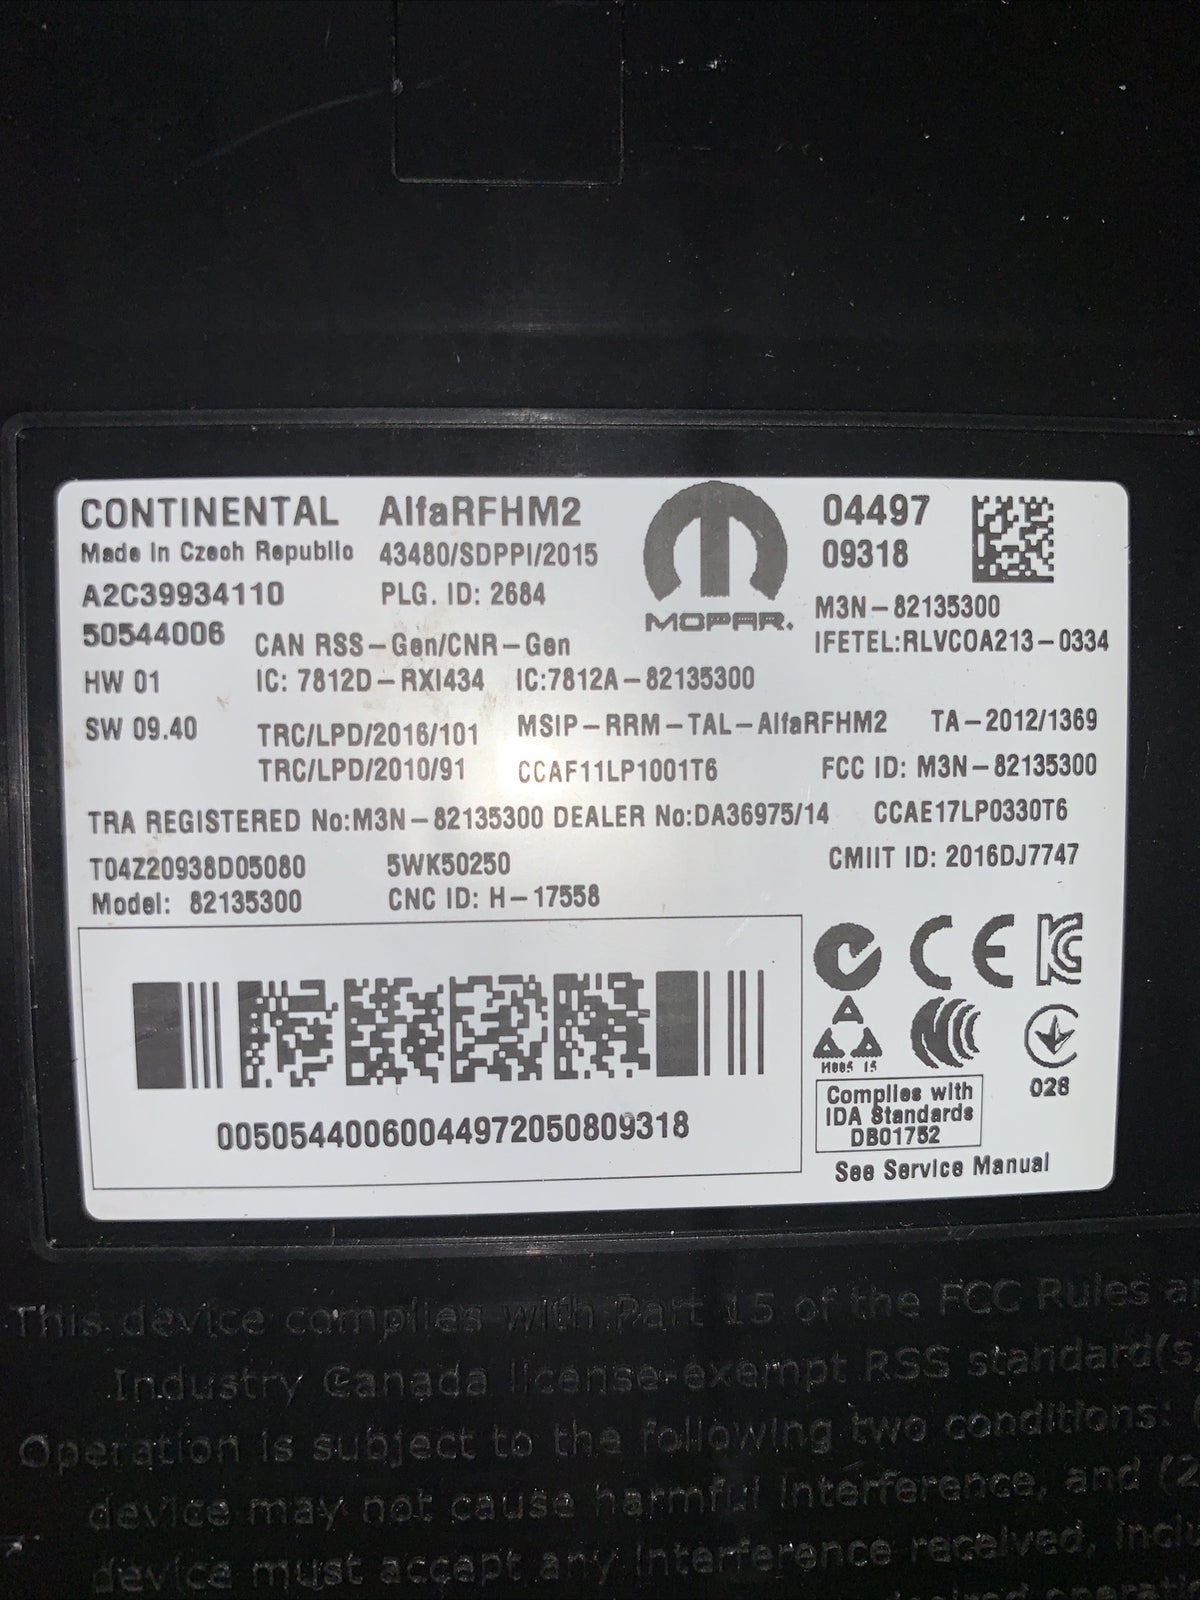 CONTINENTAL AlfaRFHM2 04497
Made In Czech Republic 43480/SDPPI/2015 09318
A2C39934110 PLG. ID: 2684
MOPAR.
M3N-82135300
50544006 CAN RSS-Gen/CNR-Gen IFETEL:RLVCOA213-0334
HW 01 IC: 7812D-RXI434 IC:7812A-82135300
SW 09.40 TRC/LPD/2016/101 MSIP-RRM-TAL-AlfaRFHM2 TA-2012/1369
TRC/LPD/2010/91 CCAF11LP1001T6 FCC ID: M3N-82135300
TRA REGISTERED No:M3N-82135300 DEALER No:DA36975/14 CCAE17LP0330T6
T04Z20938D05080 5WK50250 CMIIT ID: 2016DJ7747
Model: 82135300 CNC ID: H-17558
CE
028
Complies with
IDA Standards
DB01752
See Service Manual
00505440060044972050809318
This device complies with Part 15 of the FCC Rules
Industry Canada license-exempt RSS standard(s
Operation is subject to the following two conditions:
device may not cause harmful interference, and (2
device must accept any interference received,